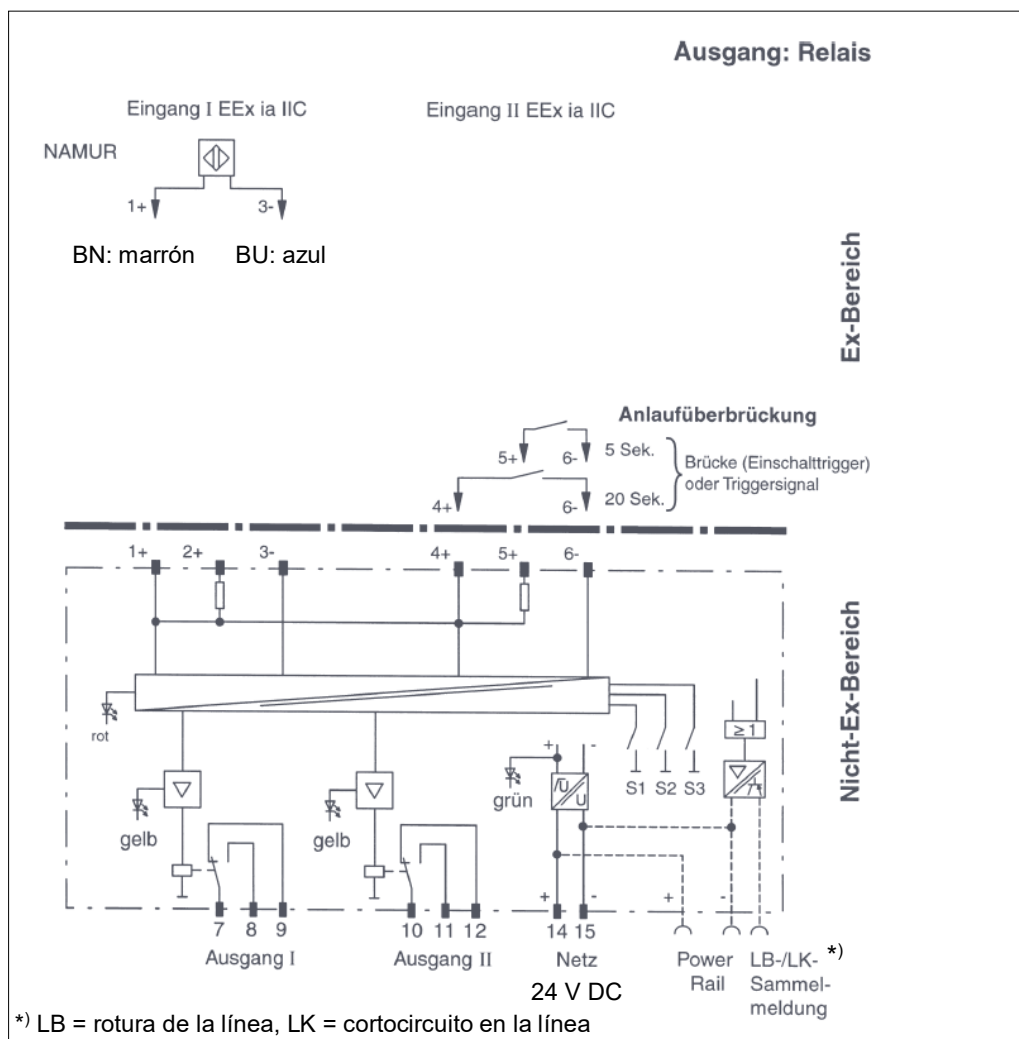 Ausgang: Relais
Eingang I EEx ia IIC
Eingang II EEx ia IIC
NAMUR
1+
3-
BN: marrón
BU: azul
Ex-Bereich
Anlaufüberbrückung
5+
6-
5 Sek.
4+
6-
20 Sek.
Brücke (Einschalttrigger)
oder Triggersignal
1+
2+
3-
4+
5+
6-
Nicht-Ex-Bereich
rot
gelb
gelb
+
-
grün
U
U
S1
S2
S3
≥1
+
-
+
-
7
8
9
10
11
12
14
15
Ausgang I
Ausgang II
Netz
24 V DC
Power
Rail
LB-/LK-
Sammel-
meldung
*)
*) LB = rotura de la línea, LK = cortocircuito en la línea